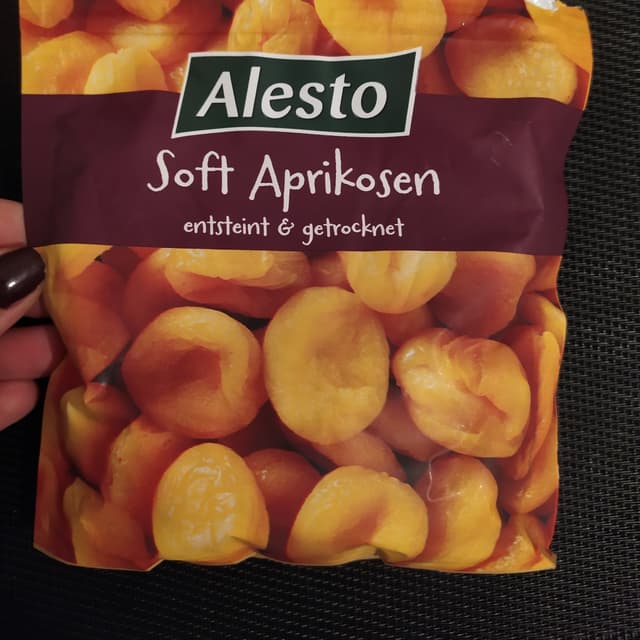 Alesto
Soft Aprikosen
entsteint & getrocknet